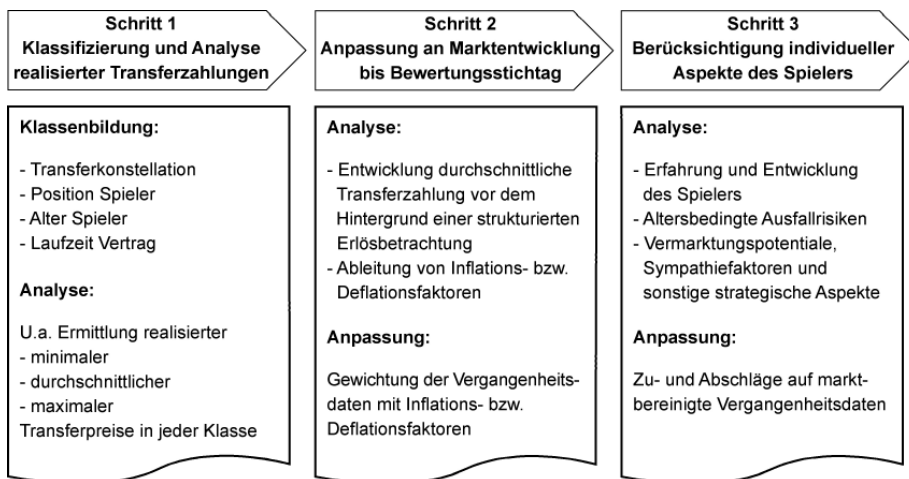 Schritt 1
Klassifizierung und Analyse
realisierter Transferzahlungen
Klassenbildung:
- Transferkonstellation
- Position Spieler
- Alter Spieler
- Laufzeit Vertrag
Analyse:
U.a. Ermittlung realisierter
- minimaler
- durchschnittlicher
- maximaler
Transferpreise in jeder Klasse
Schritt 2
Anpassung an Marktentwicklung
bis Bewertungsstichtag
Analyse:
- Entwicklung durchschnittliche
Transferzahlung vor dem
Hintergrund einer strukturierten
Erlösbetrachtung
- Ableitung von Inflations- bzw.
Deflationsfaktoren
Anpassung:
Gewichtung der Vergangenheits-
daten mit Inflations- bzw.
Deflationsfaktoren
Schritt 3
Berücksichtigung individueller
Aspekte des Spielers
Analyse:
- Erfahrung und Entwicklung
des Spielers
- Altersbedingte Ausfallrisiken
- Vermarktungspotentiale,
Sympathiefaktoren und
sonstige strategische Aspekte
Anpassung:
Zu- und Abschläge auf markt-
bereinigte Vergangenheitsdaten